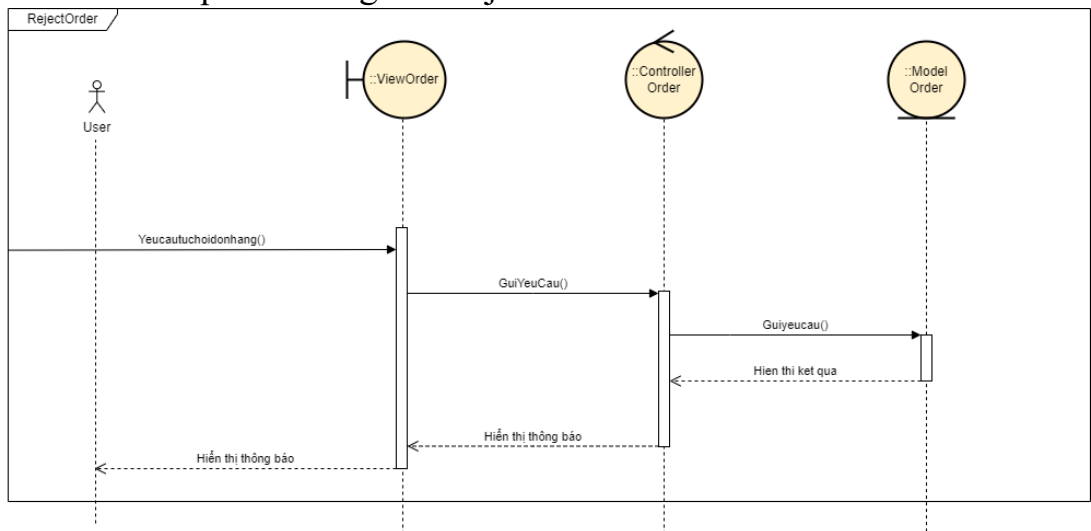 RejectOrder
::ViewOrder
::Controller
Order
::Model
Order
User
Yeucautuchoidonhang()
GuiYeuCau()
Guiyeucau()
Hien thi ket qua
Hiển thị thông báo
Hiển thị thông báo